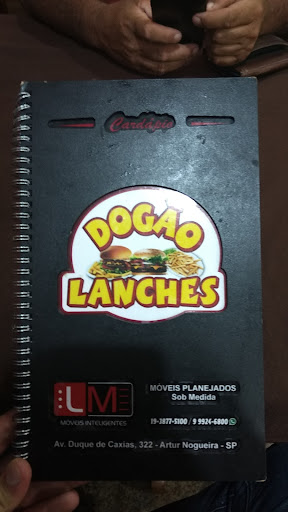 Cardápio
DOGÃO
LANCHES
LM
MÓVEIS INTELIGENTES
MÓVEIS PLANEJADOS
Sob Medida
19-3877-5100 / 9 9924-6800
Av. Duque de Caxias, 322 - Artur Nogueira - SP